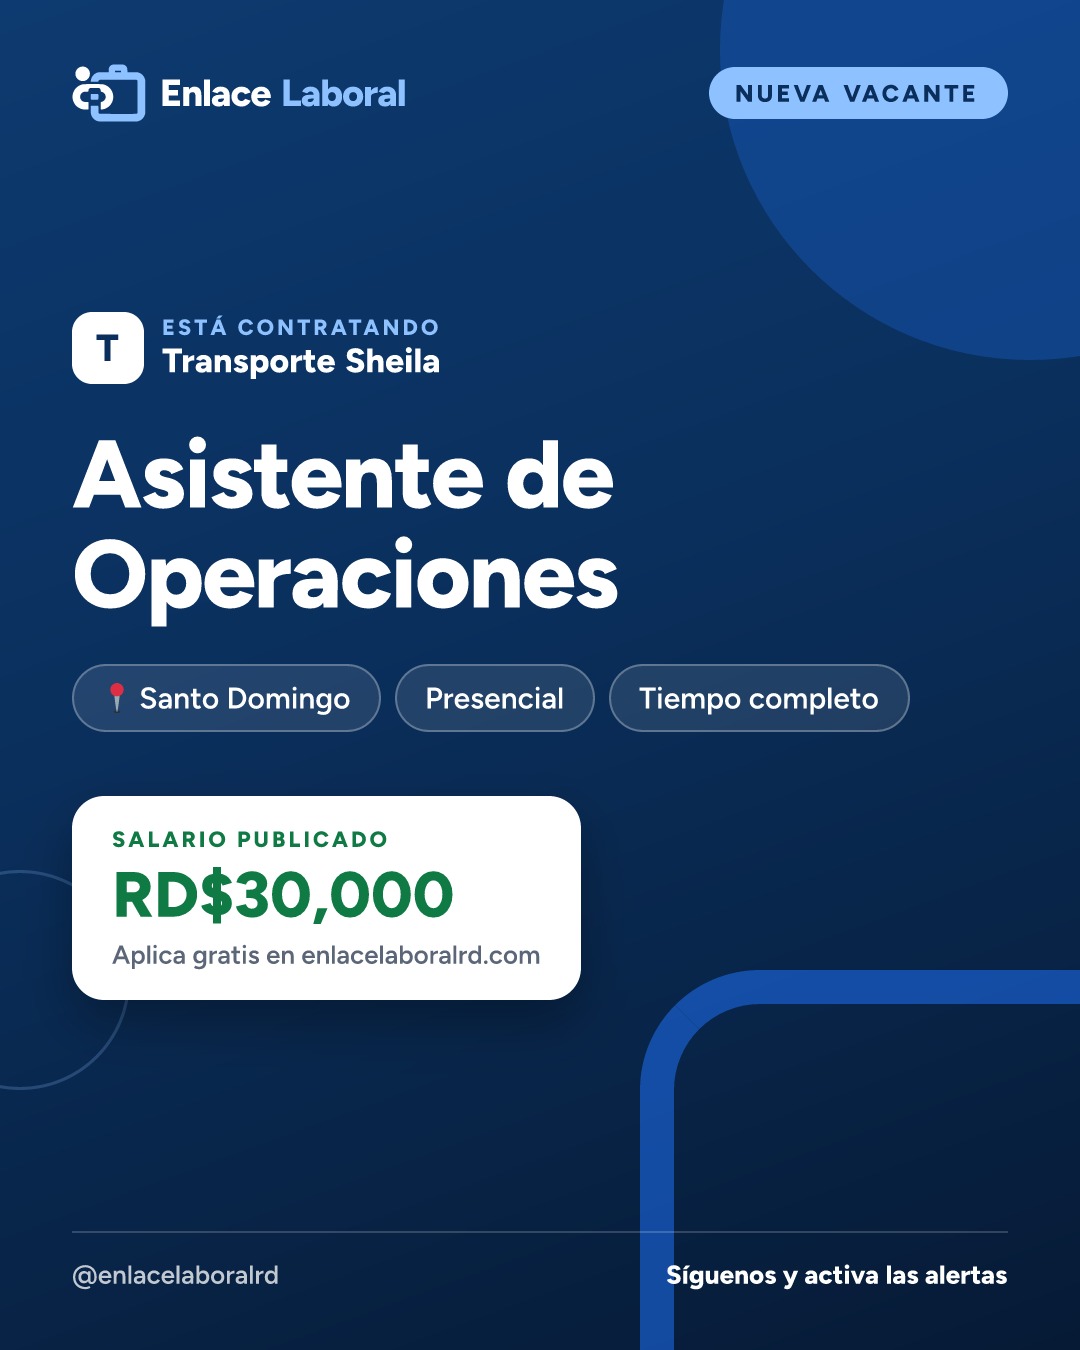 Enlace Laboral
NUEVA VACANTE
T
ESTÁ CONTRATANDO
Transporte Sheila
Asistente de
Operaciones
Santo Domingo
Presencial
Tiempo completo
SALARIO PUBLICADO
RD$30,000
Aplica gratis en enlacelaboralrd.com
@enlacelaboralrd
Síguenos y activa las alertas